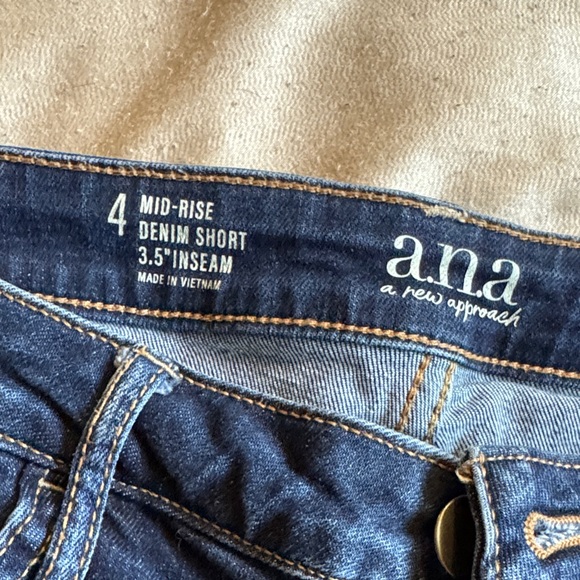 4
MID-RISE
DENIM SHORT
3.5" INSEAM
MADE IN VIETNAM
a.n.a
a new approach